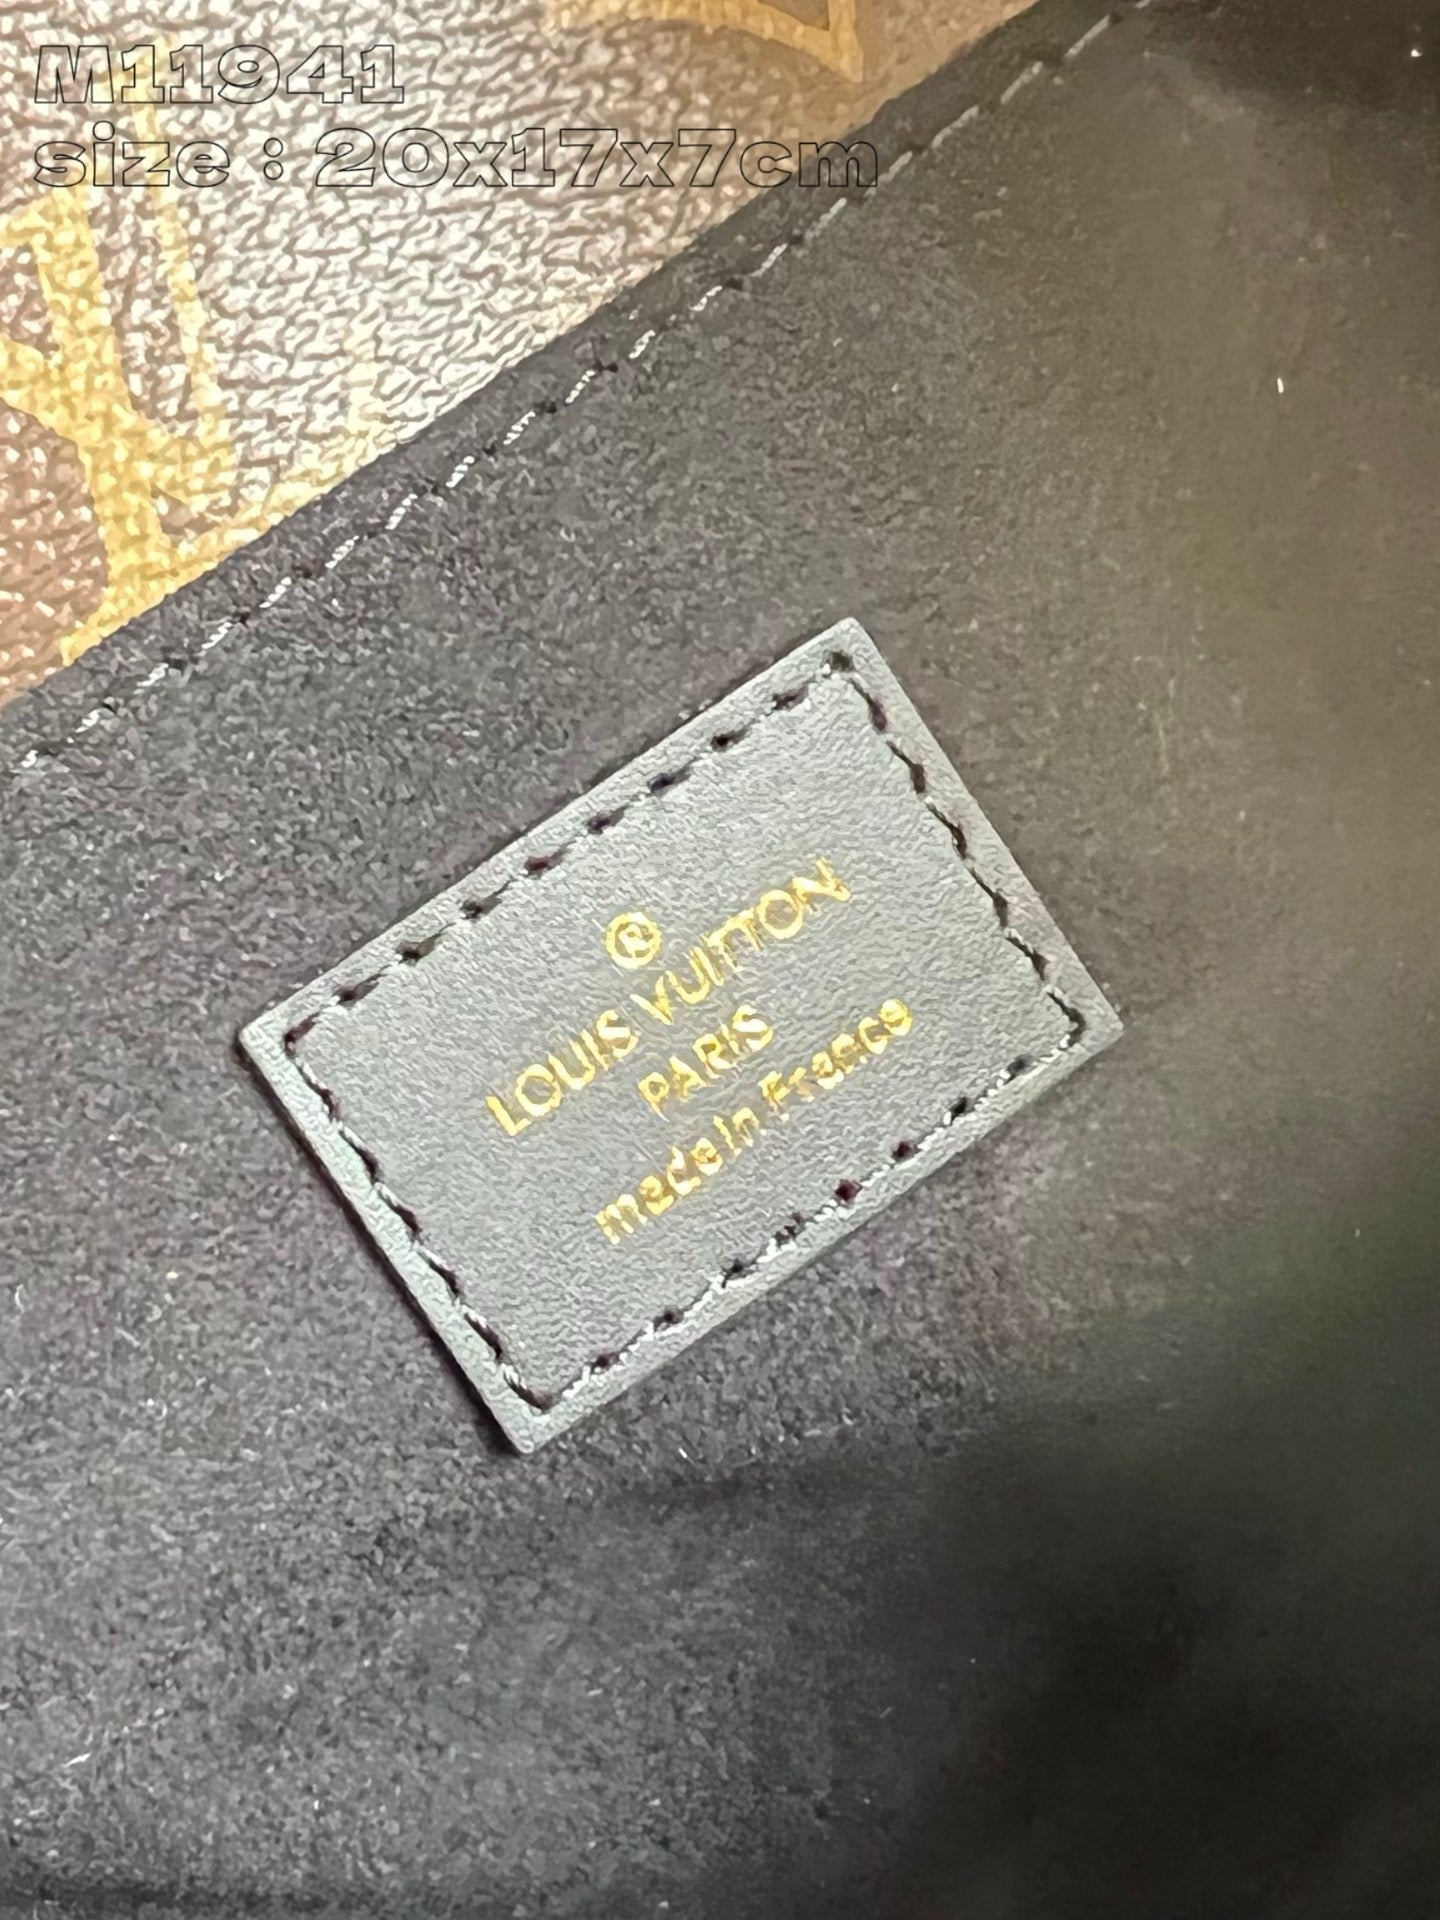 M11941
size : 20x17x7cm
®
LOUIS VUITTON
PARIS
made in France